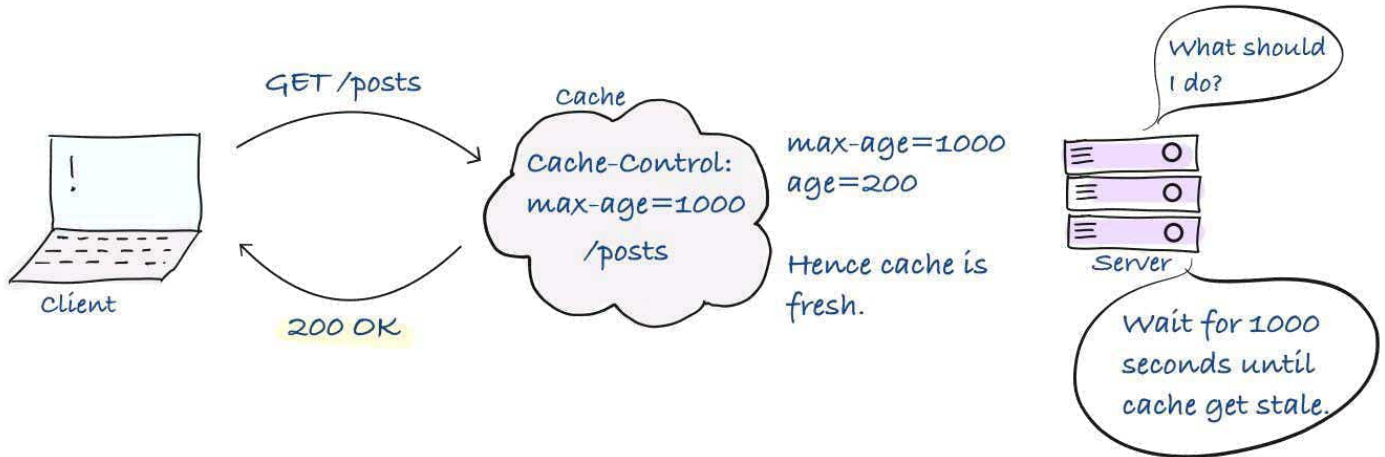 GET /posts
Cache
Cache-Control:
max-age=1000
/posts
200 OK
Client
max-age=1000
age=200
Hence cache is
fresh.
What should
I do?
Server
Wait for 1000
seconds until
cache get stale.